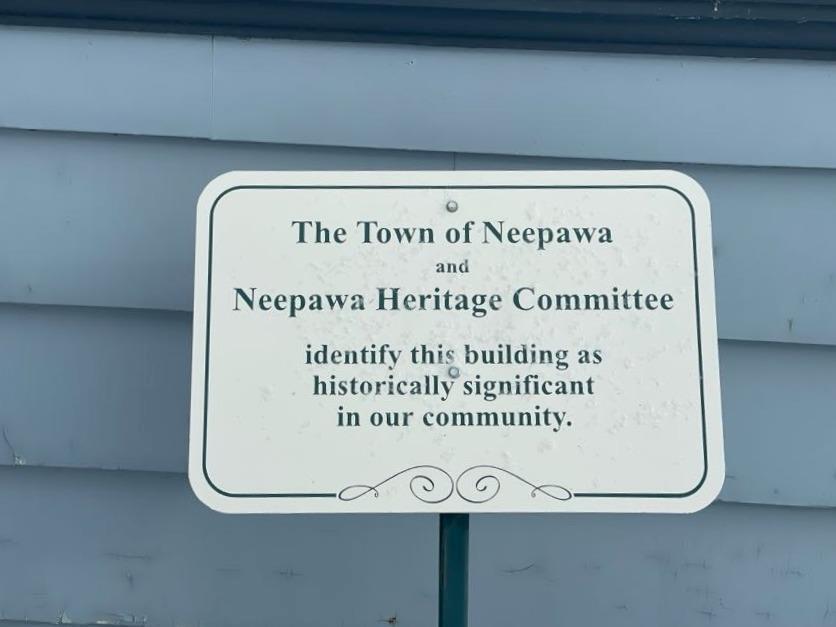 The Town of Neepawa
and
Neepawa Heritage Committee
identify this building as
historically significant
in our community.